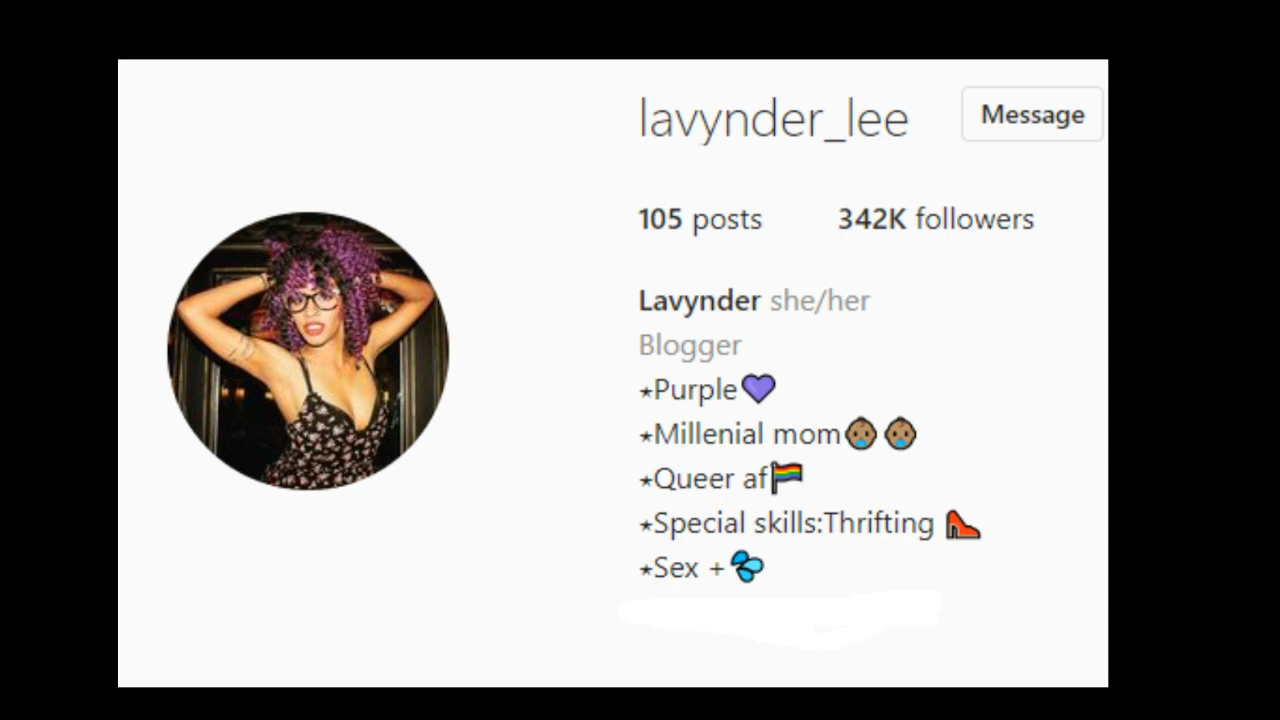 lavynder_lee
Message
105 posts 342K followers
Lavynder she/her
Blogger
⋆Purple💜
⋆Millenial mom👶🏽👶🏽
⋆Queer af🏳️‍🌈
⋆Special skills:Thrifting 👠
⋆Sex +💦